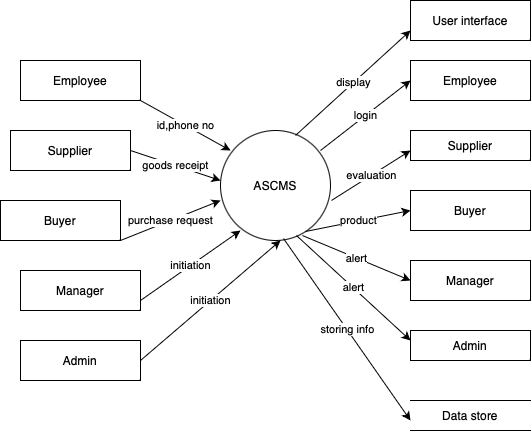 User interface
Employee
Employee
display
login
id,phone no
Supplier
Supplier
goods receipt
evaluation
ASCMS
Buyer
Buyer
purchase request
product
initiation
alert
Manager
Manager
alert
initiation
storing info
Admin
Admin
Data store